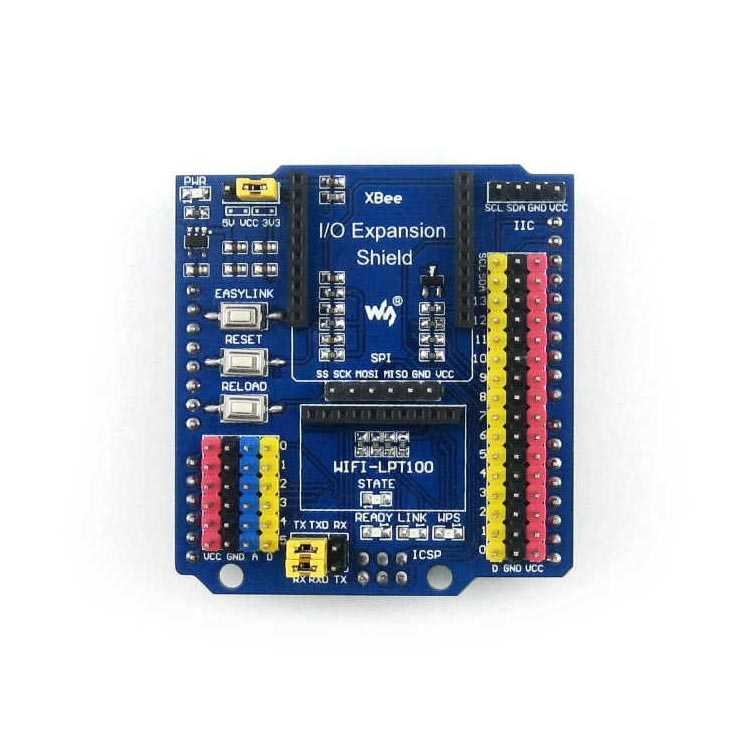 PWR
XBee
5V VCC 3V3
SCL SDA GND VCC
IIC
I/O Expansion
Shield
EASYLINK
RESET
RELOAD
®
SPI
SS SCK MOSI MISO GND VCC
SCL
SDA
13
12
11
10
9
8
7
6
5
4
3
2
1
0
D GND VCC
WIFI-LPT100
STATE
READY LINK WPS
0
1
2
3
4
5
VCC GND A D
TX TXD RX
RX RXD TX
ICSP